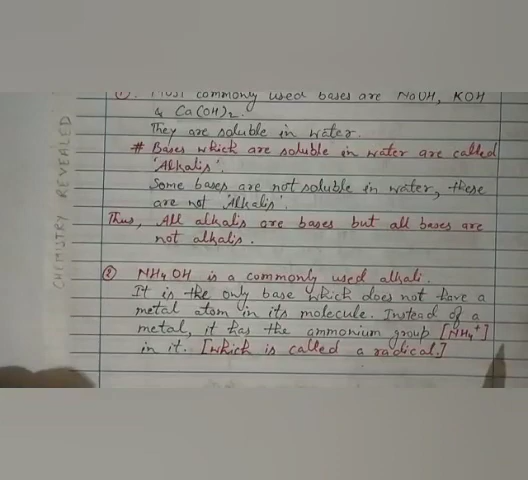 CHEMISTRY REVEALED
① Most commonly used bases are NaOH, KOH
& Ca(OH)2.
They are soluble in water.
# Bases which are soluble in water are called
'Alkalis'.
Some bases are not soluble in water, these
are not 'Alkalis'.
Thus, All alkalis are bases but all bases are
not alkalis.
② NH4OH is a commonly used alkali.
It is the only base which does not have a
metal atom in its molecule. Instead of a
metal, it has the ammonium group [NH4+]
in it. [which is called a radical.]